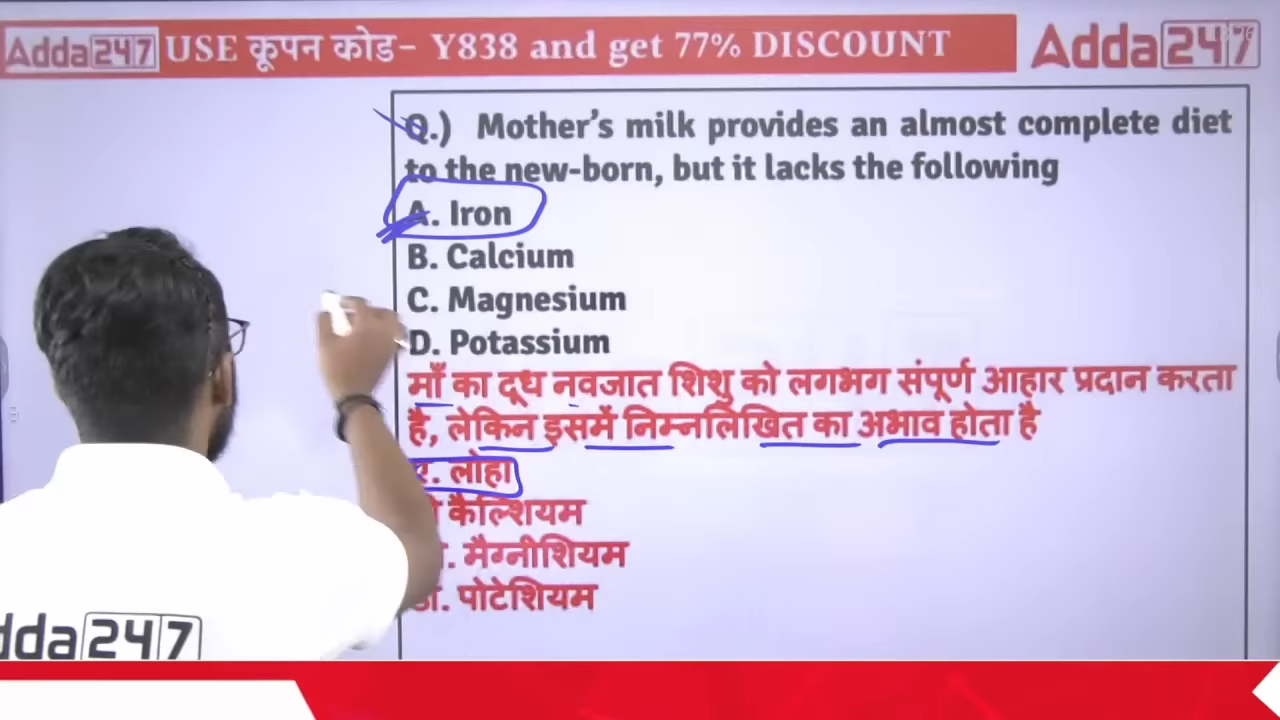 Adda247 USE कूपन कोड- Y838 and get 77% DISCOUNT Adda247
Q.) Mother's milk provides an almost complete diet
to the new-born, but it lacks the following
A. Iron
B. Calcium
C. Magnesium
D. Potassium
माँ का दूध नवजात शिशु को लगभग संपूर्ण आहार प्रदान करता
है, लेकिन इसमें निम्नलिखित का अभाव होता है
ए. लोहा
कैल्शियम
मैग्नीशियम
पोटेशियम
dda247